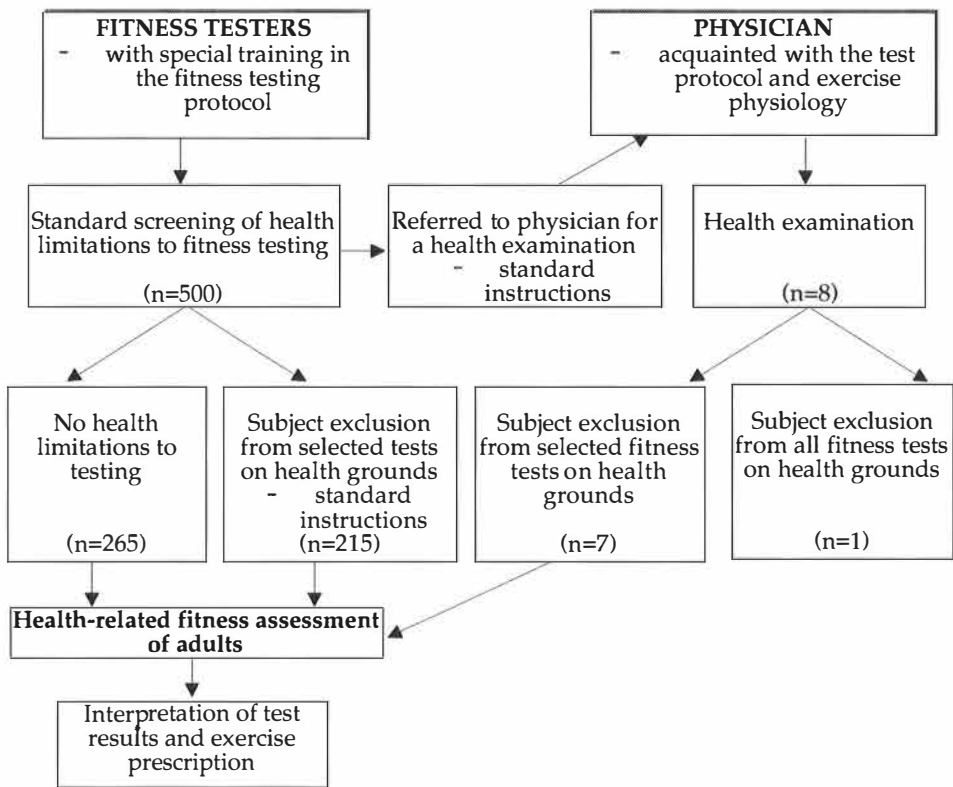 FITNESS TESTERS
- with special training in
the fitness testing
protocol
PHYSICIAN
- acquainted with the test
protocol and exercise
physiology
Standard screening of health
limitations to fitness testing
(n=500)
Referred to physician for
a health examination
- standard
instructions
Health examination
(n=8)
No health
limitations to
testing
(n=265)
Subject exclusion
from selected tests
on health grounds
- standard
instructions
(n=215)
Subject exclusion
from selected fitness
tests on health
grounds
(n=7)
Subject exclusion
from all fitness tests
on health grounds
(n=1)
Health-related fitness assessment
of adults
Interpretation of test
results and exercise
prescription